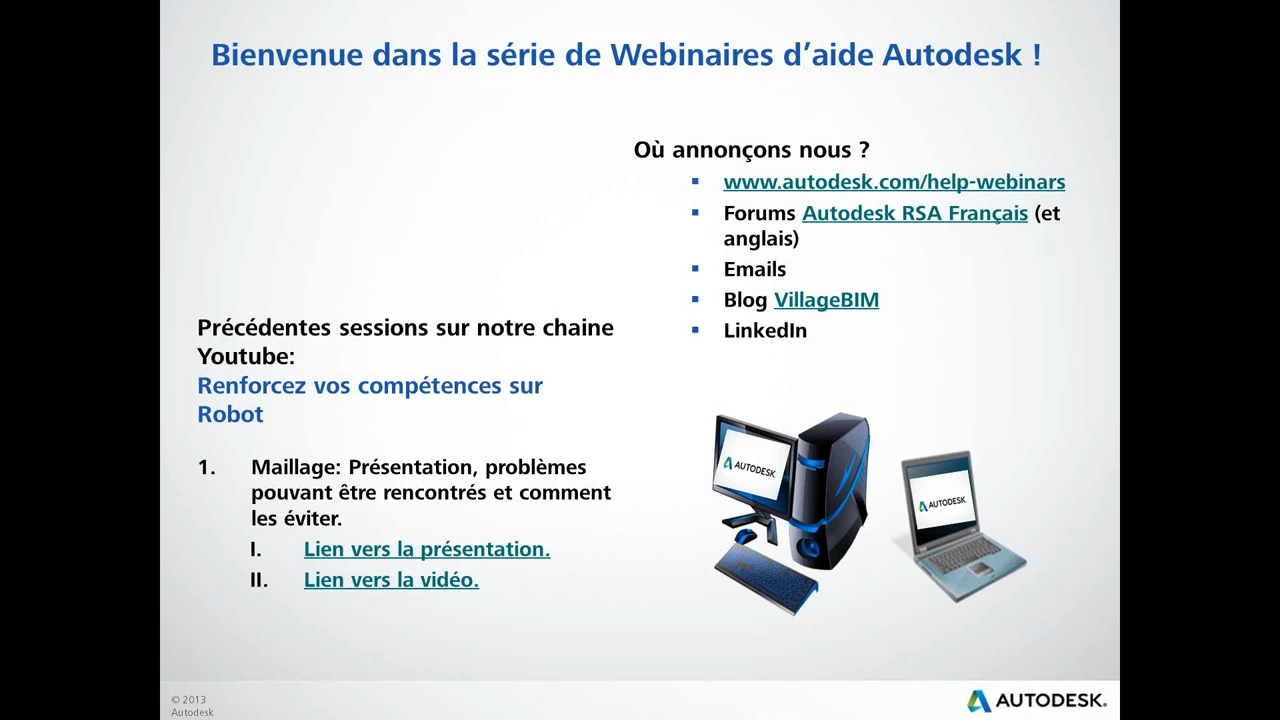 Bienvenue dans la série de Webinaires d’aide Autodesk !
Où annonçons nous ?
▪ www.autodesk.com/help-webinars
▪ Forums Autodesk RSA Français (et
anglais)
▪ Emails
▪ Blog VillageBIM
▪ LinkedIn
Précédentes sessions sur notre chaine
Youtube:
Renforcez vos compétences sur
Robot
1. Maillage: Présentation, problèmes
pouvant être rencontrés et comment
les éviter.
I. Lien vers la présentation.
II. Lien vers la vidéo.
AUTODESK.
AUTODESK.
© 2013
Autodesk
AUTODESK.